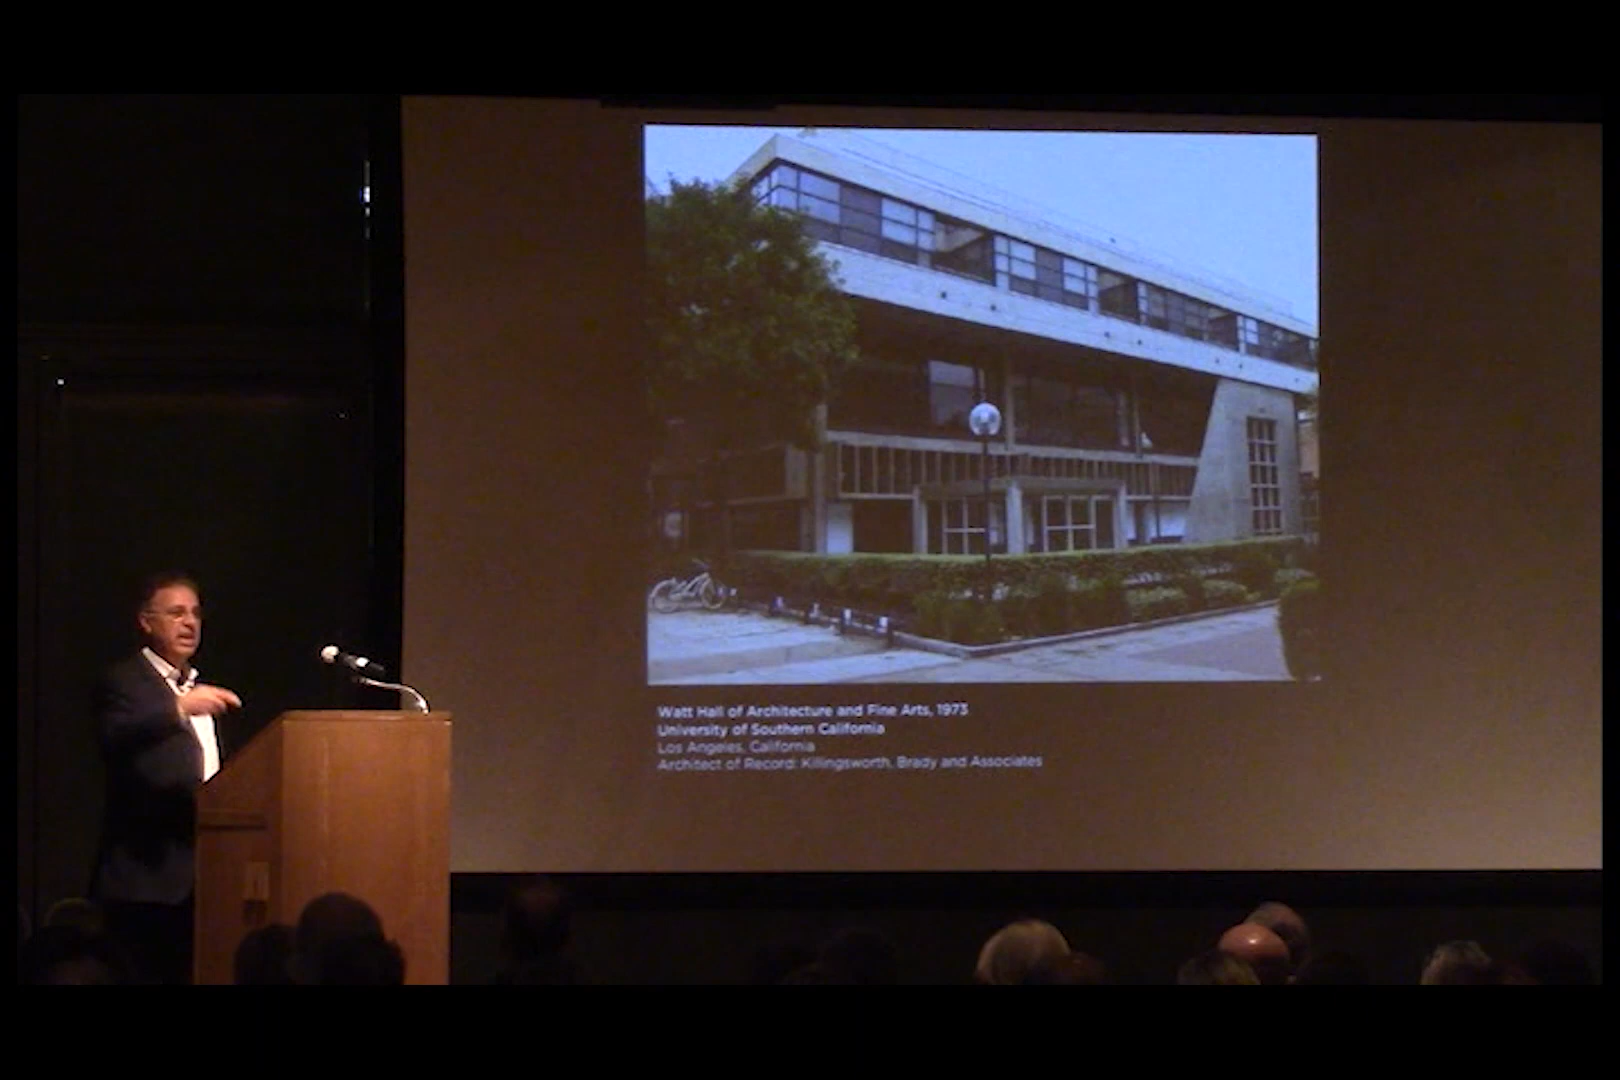 Watt Hall of Architecture and Fine Arts, 1973
University of Southern California
Los Angeles, California
Architect of Record: Killingsworth, Brady and Associates